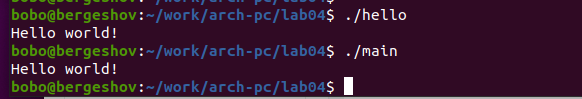 bobo@bergeshov:~/work/arch-pc/lab04$ ./hello
Hello world!
bobo@bergeshov:~/work/arch-pc/lab04$ ./main
Hello world!
bobo@bergeshov:~/work/arch-pc/lab04$